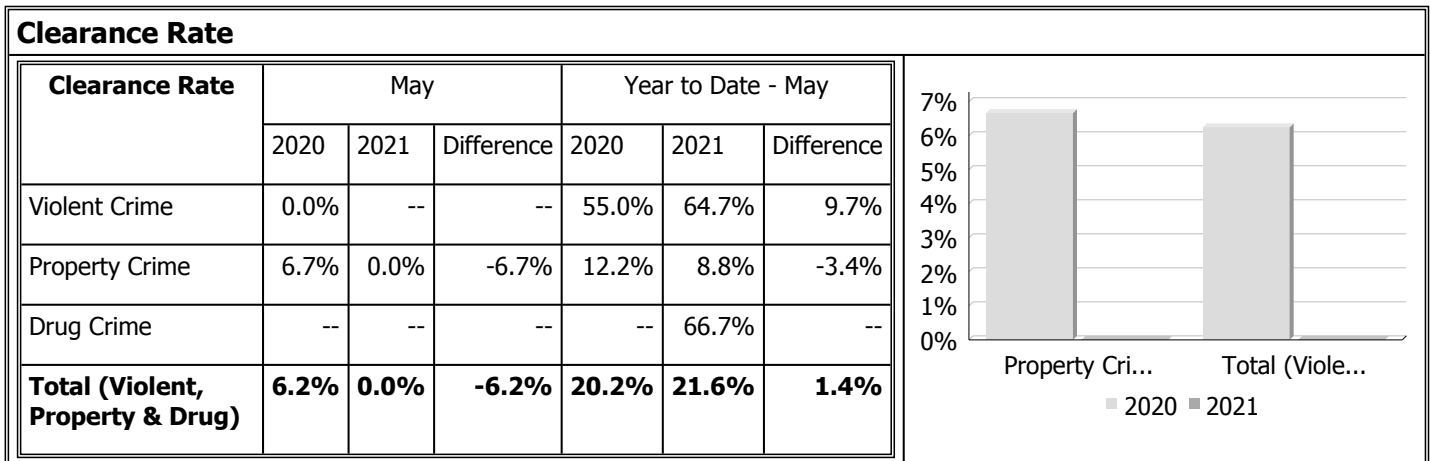 Clearance Rate
Clearance Rate May Year to Date - May
2020 2021 Difference 2020 2021 Difference
Violent Crime 0.0% -- -- 55.0% 64.7% 9.7%
Property Crime 6.7% 0.0% -6.7% 12.2% 8.8% -3.4%
Drug Crime -- -- -- -- 66.7% --
Total (Violent, 6.2% 0.0% -6.2% 20.2% 21.6% 1.4%
Property & Drug)
7%
6%
5%
4%
3%
2%
1%
0%
Property Cri... Total (Viole...
2020 2021